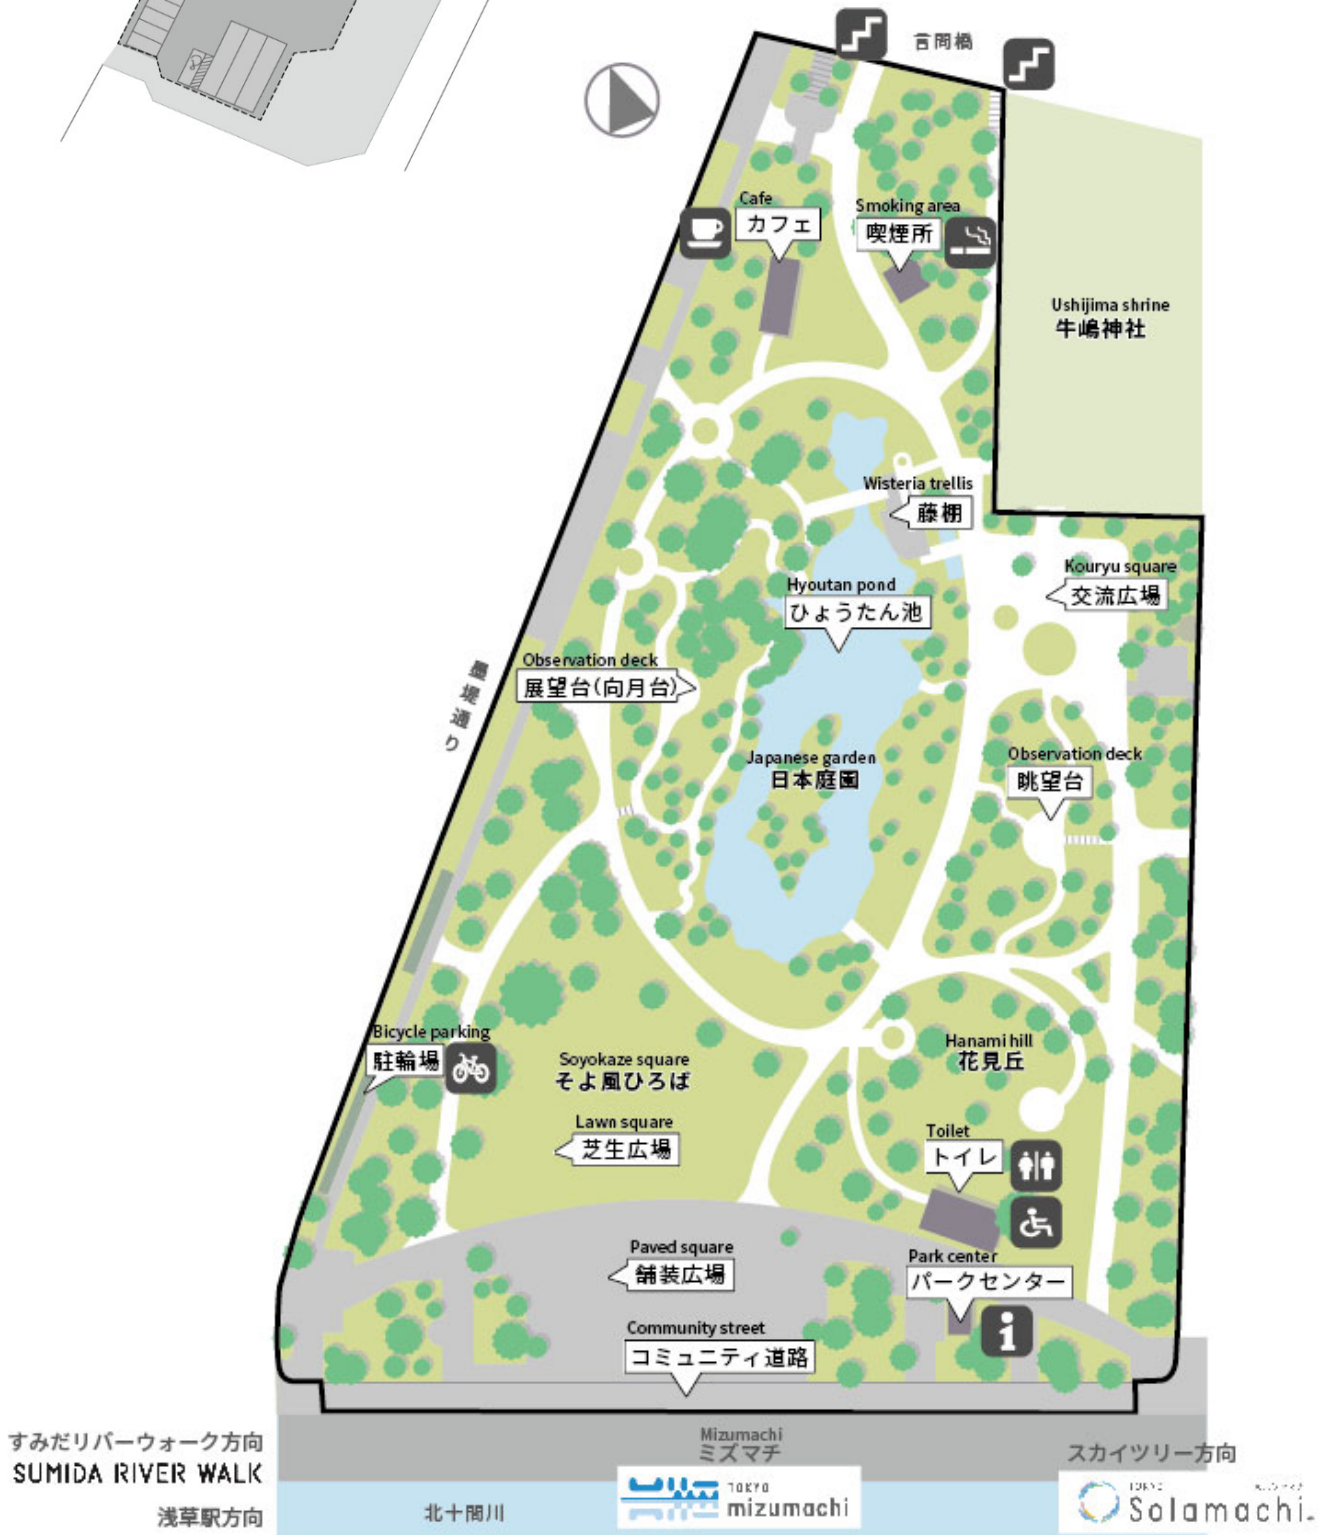 言問橋
Cafe
カフェ
Smoking area
喫煙所
Ushijima shrine
牛嶋神社
Wisteria trellis
藤棚
Kouryu square
交流広場
Hyoutan pond
ひょうたん池
Observation deck
展望台(向月台)
墨堤通り
Japanese garden
日本庭園
Observation deck
眺望台
Bicycle parking
駐輪場
Soyokaze square
そよ風ひろば
Hanami hill
花見丘
Lawn square
芝生広場
Toilet
トイレ
Paved square
舗装広場
Park center
パークセンター
Community street
コミュニティ道路
Mizumachi
ミズマチ
すみだリバーウォーク方向
SUMIDA RIVER WALK
スカイツリー方向
浅草駅方向
北十間川
TOKYO
mizumachi
TOKYO
Solamachi